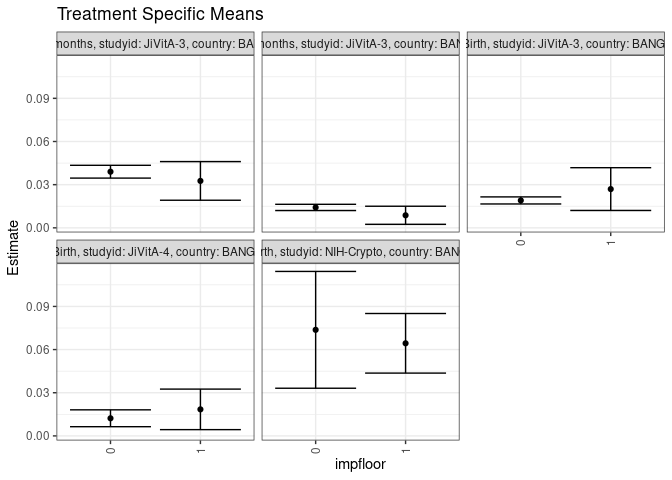 Treatment Specific Means
months, studyid: JiVitA-3, country: BA
months, studyid: JiVitA-3, country: BAN
Birth, studyid: JiVitA-3, country: BANG
0.09
0.06
0.03
0.00
0
1
Birth, studyid: JiVitA-4, country: BANG
rth, studyid: NIH-Crypto, country: BAN
0.09
0.06
0.03
0.00
0
1
0
1
Estimate
impfloor